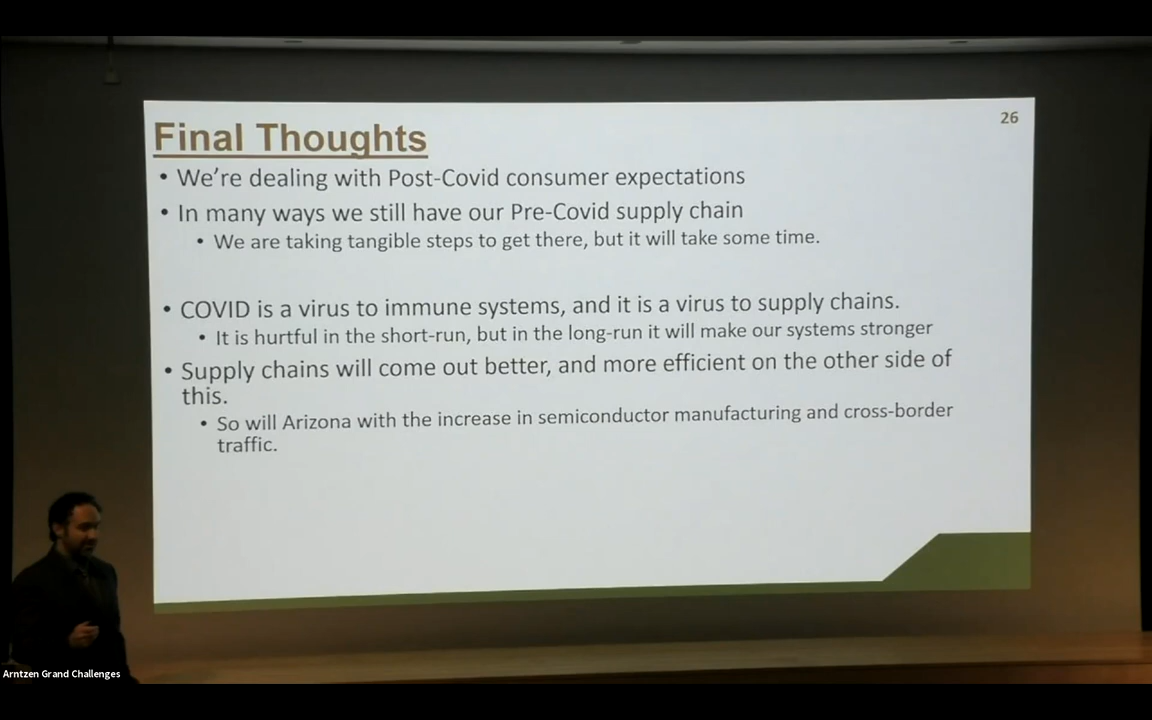 26
Final Thoughts
• We're dealing with Post-Covid consumer expectations
• In many ways we still have our Pre-Covid supply chain
• We are taking tangible steps to get there, but it will take some time.
• COVID is a virus to immune systems, and it is a virus to supply chains.
• It is hurtful in the short-run, but in the long-run it will make our systems stronger
• Supply chains will come out better, and more efficient on the other side of
this.
• So will Arizona with the increase in semiconductor manufacturing and cross-border
traffic.
Arntzen Grand Challenges